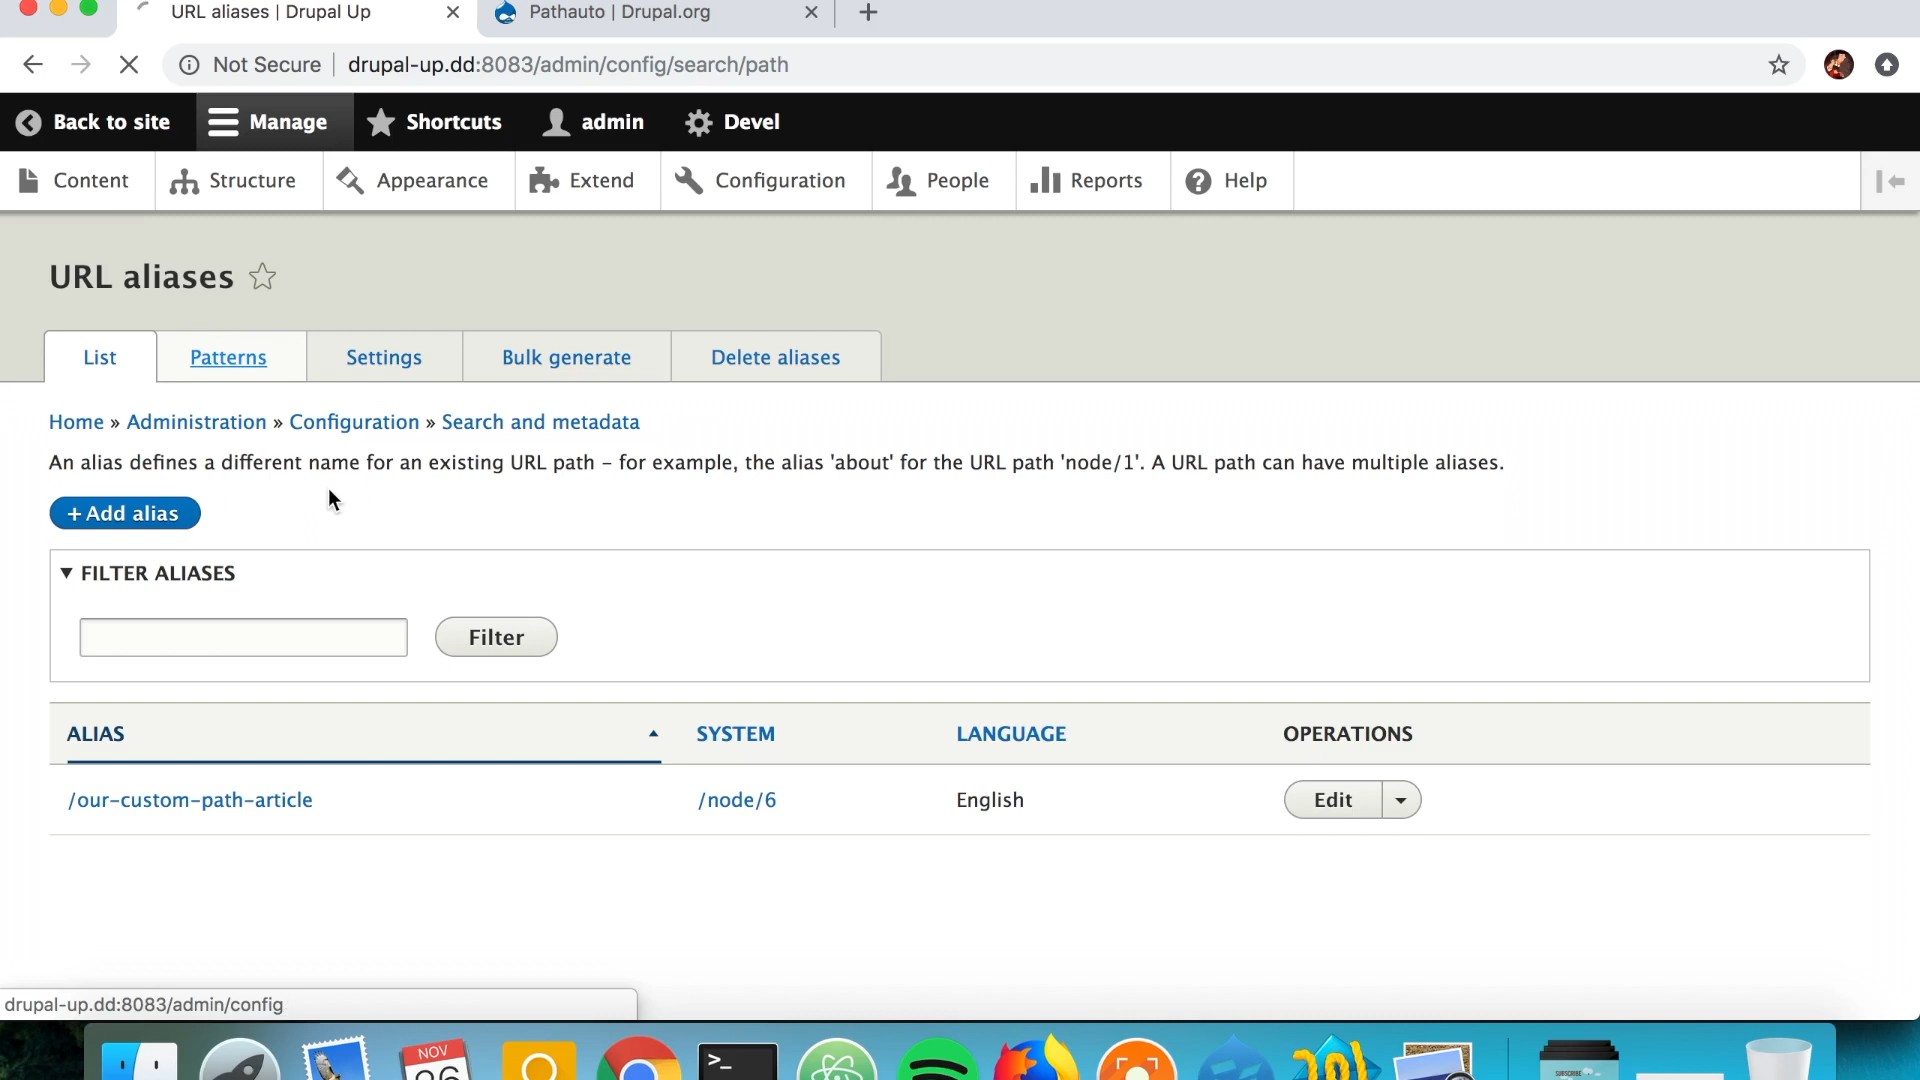 URL aliases | Drupal Up
Pathauto | Drupal.org
Not Secure | drupal-up.dd:8083/admin/config/search/path
Back to site Manage Shortcuts admin Devel
Content Structure Appearance Extend Configuration People Reports Help
URL aliases
List Patterns Settings Bulk generate Delete aliases
Home » Administration » Configuration » Search and metadata
An alias defines a different name for an existing URL path – for example, the alias 'about' for the URL path 'node/1'. A URL path can have multiple aliases.
+ Add alias
▼ FILTER ALIASES
Filter
ALIAS SYSTEM LANGUAGE OPERATIONS
/our-custom-path-article /node/6 English Edit
drupal-up.dd:8083/admin/config
NOV
26
>_
101
SUBSCRIBE